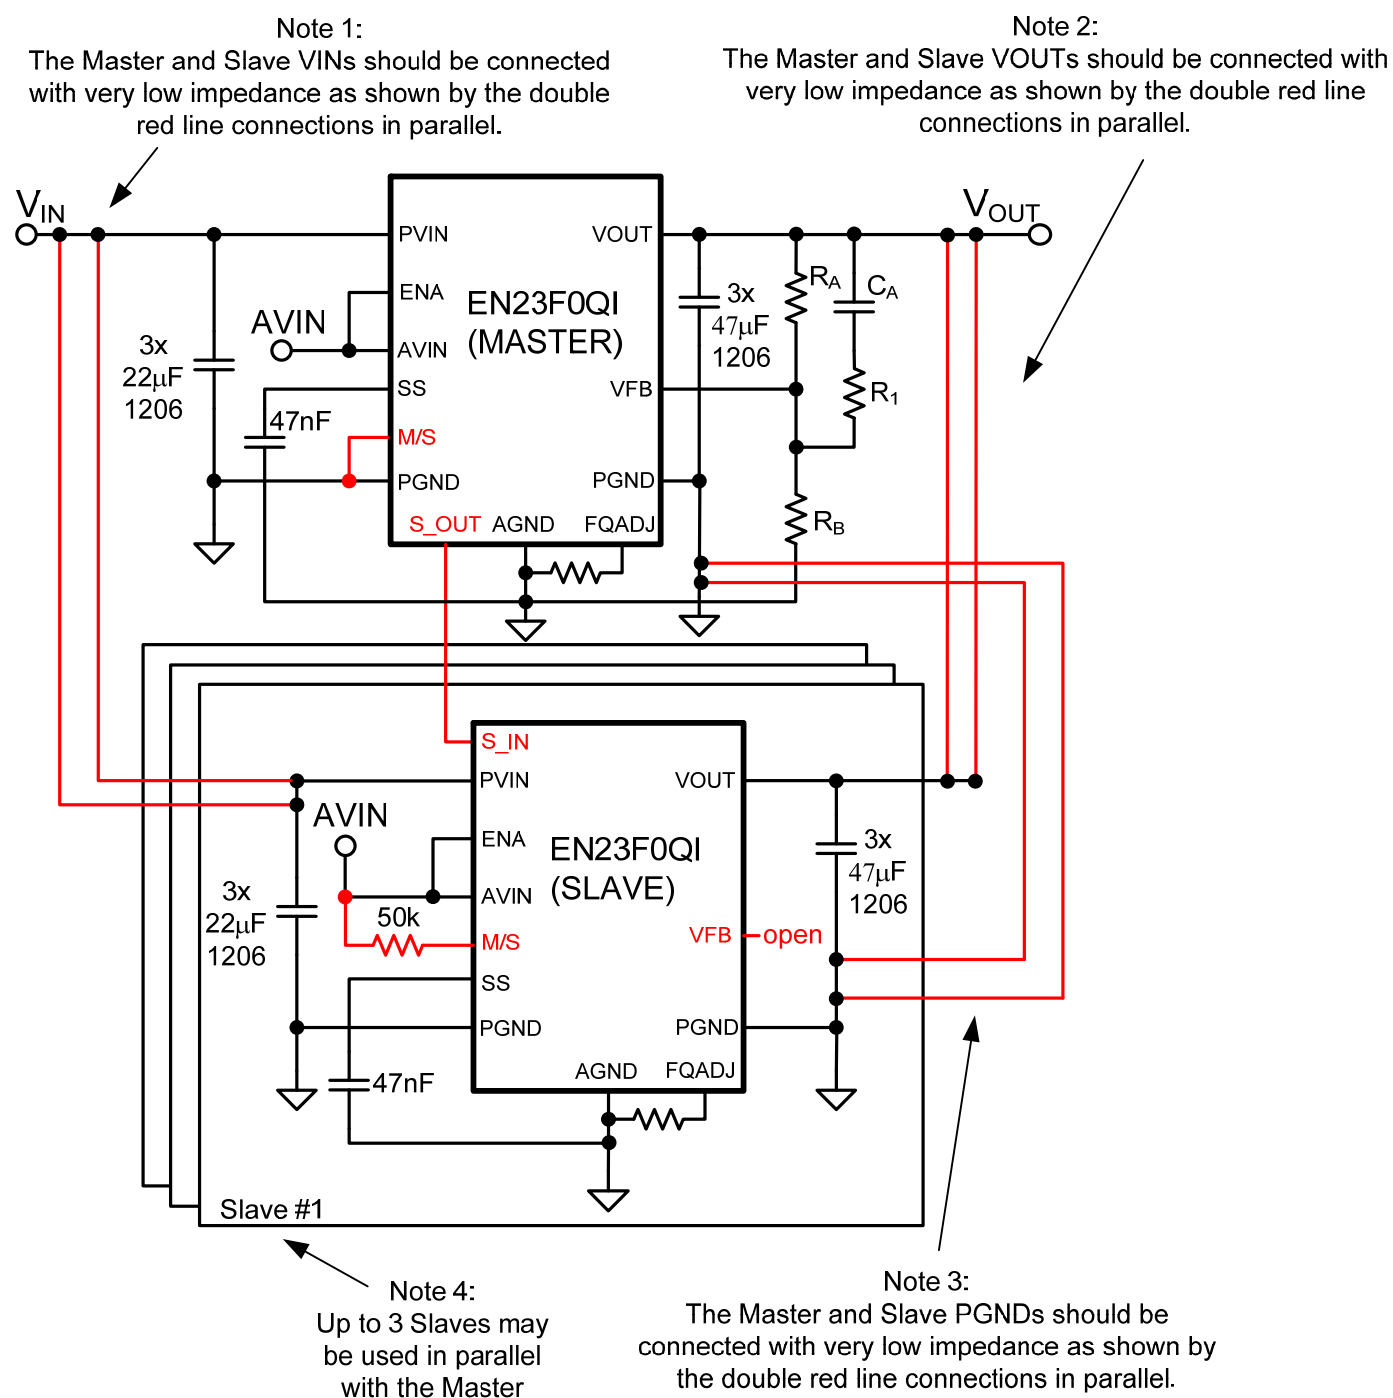 Note 1:
The Master and Slave VINs should be connected
with very low impedance as shown by the double
red line connections in parallel.
Note 2:
The Master and Slave VOUTs should be connected with
very low impedance as shown by the double red line
connections in parallel.
VIN
VOUT
PVIN
VOUT
ENA
EN23F0QI
(MASTER)
AVIN
AVIN
SS
VFB
M/S
PGND
PGND
S_OUT
AGND
FQADJ
3x
22µF
1206
47nF
3x
47µF
1206
RA
CA
R1
RB
S_IN
PVIN
VOUT
AVIN
ENA
EN23F0QI
(SLAVE)
AVIN
50k
M/S
VFB
open
SS
PGND
PGND
AGND
FQADJ
3x
22µF
1206
3x
47µF
1206
47nF
Slave #1
Note 4:
Up to 3 Slaves may
be used in parallel
with the Master
Note 3:
The Master and Slave PGNDs should be
connected with very low impedance as shown by
the double red line connections in parallel.